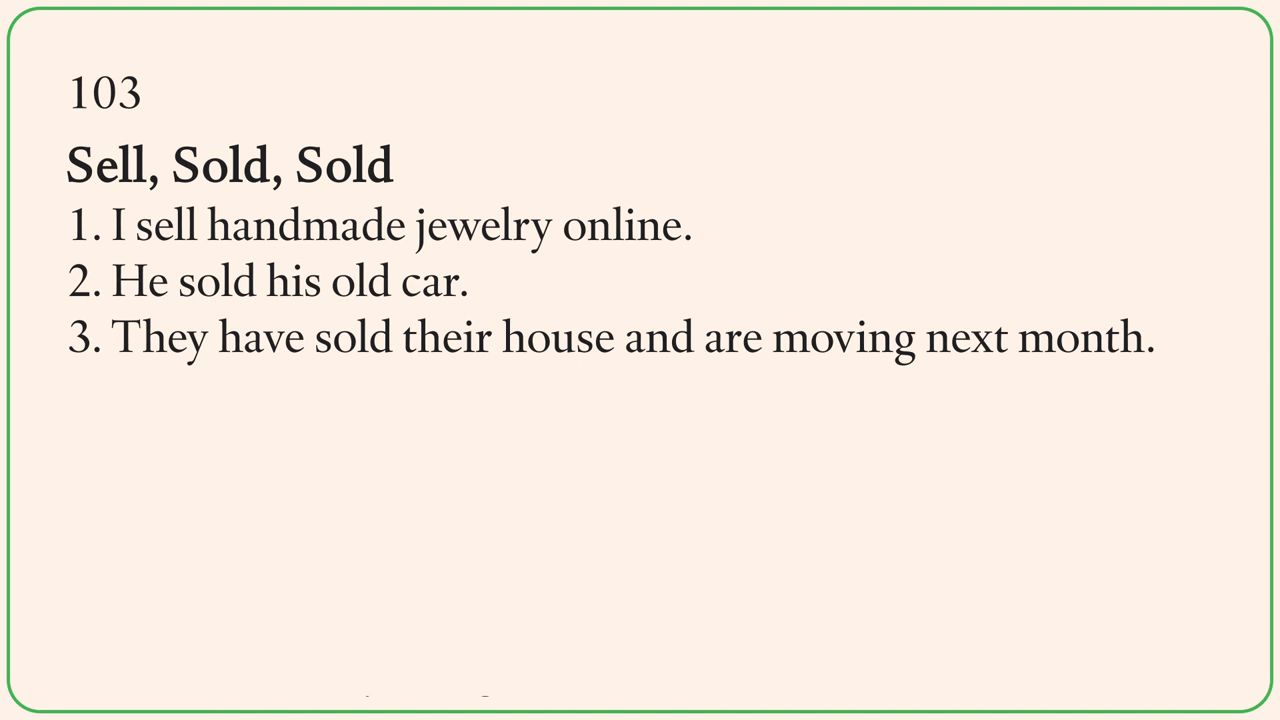 103
Sell, Sold, Sold
1. I sell handmade jewelry online.
2. He sold his old car.
3. They have sold their house and are moving next month.